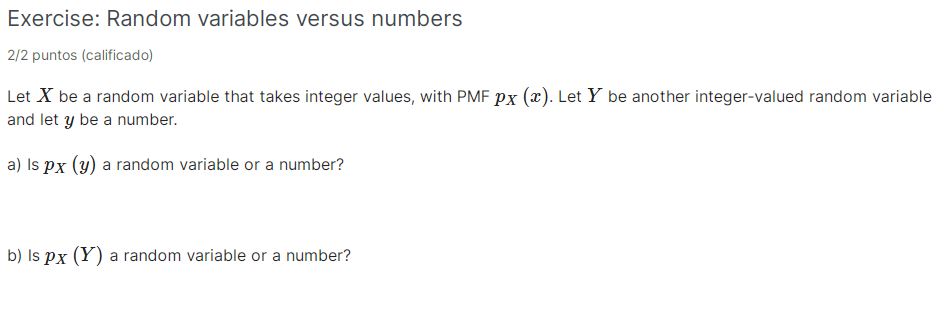 Exercise: Random variables versus numbers
2/2 puntos (calificado)
Let X be a random variable that takes integer values, with PMF p_X (x). Let Y be another integer-valued random variable
and let y be a number.
a) Is p_X (y) a random variable or a number?
b) Is p_X (Y) a random variable or a number?